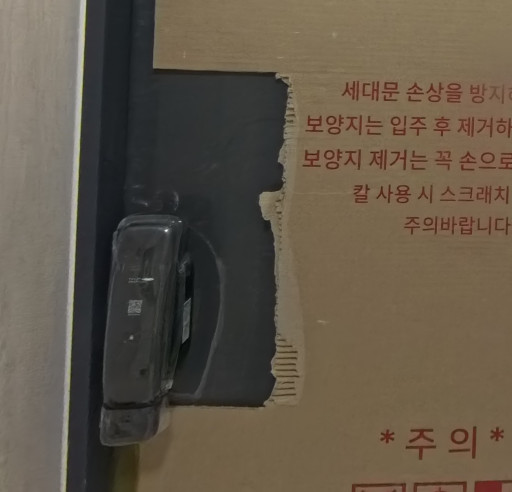 세대문 손상을 방지
보양지는 입주 후 제거하
보양지 제거는 꼭 손으로
칼 사용 시 스크래치
주의바랍니다
* 주 의 *